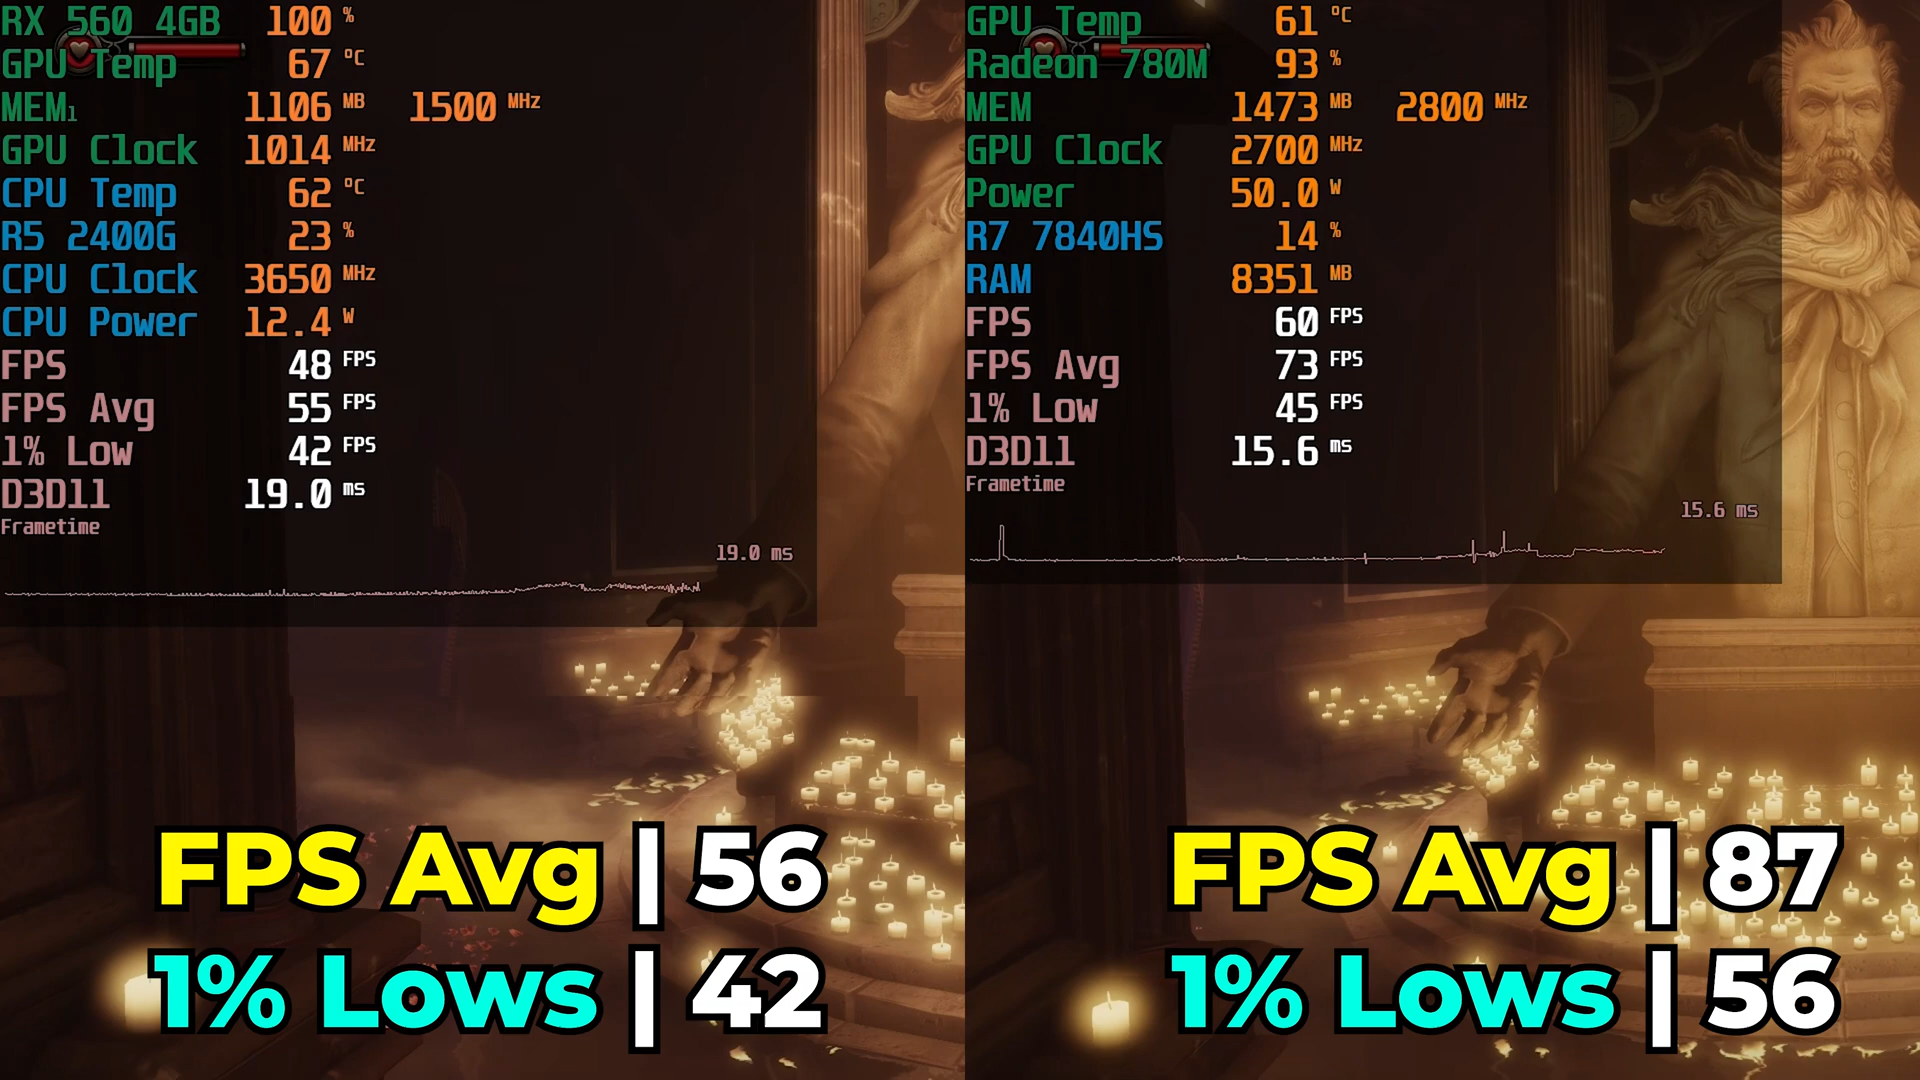 RX 560 4GB 100 %
GPU Temp 67 °C
MEM1 1106 MB 1500 MHz
GPU Clock 1014 MHz
CPU Temp 62 °C
R5 2400G 23 %
CPU Clock 3650 MHz
CPU Power 12.4 W
FPS 48 FPS
FPS Avg 55 FPS
1% Low 42 FPS
D3D11 19.0 ms
Frametime
19.0 ms
FPS Avg | 56
1% Lows | 42
GPU Temp 61 °C
Radeon 780M 93 %
MEM 1473 MB 2800 MHz
GPU Clock 2700 MHz
Power 50.0 W
R7 7840HS 14 %
RAM 8351 MB
FPS 60 FPS
FPS Avg 73 FPS
1% Low 45 FPS
D3D11 15.6 ms
Frametime
15.6 ms
FPS Avg | 87
1% Lows | 56